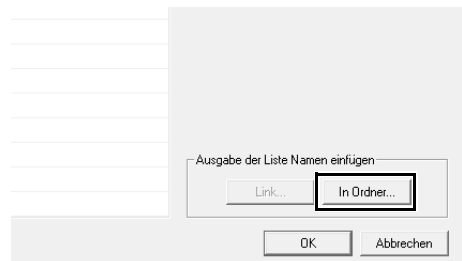 Ausgabe der Liste Namen einfügen
Link... In Ordner...
OK Abbrechen